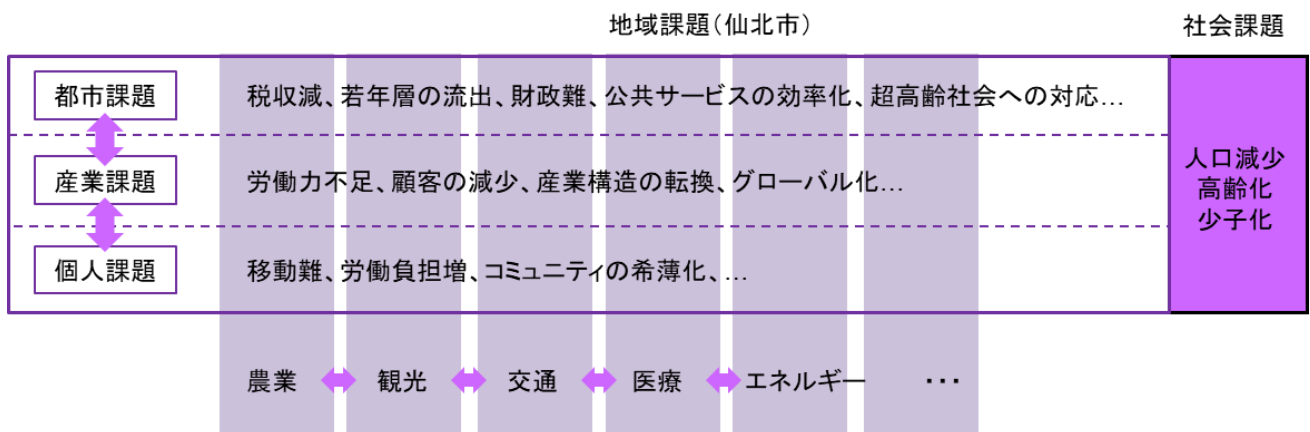 地域課題(仙北市)
社会課題
都市課題
税収減、若年層の流出、財政難、公共サービスの効率化、超高齢社会への対応…
産業課題
労働力不足、顧客の減少、産業構造の転換、グローバル化…
個人課題
移動難、労働負担増、コミュニティの希薄化、…
人口減少
高齢化
少子化
農業
観光
交通
医療
エネルギー
・・・